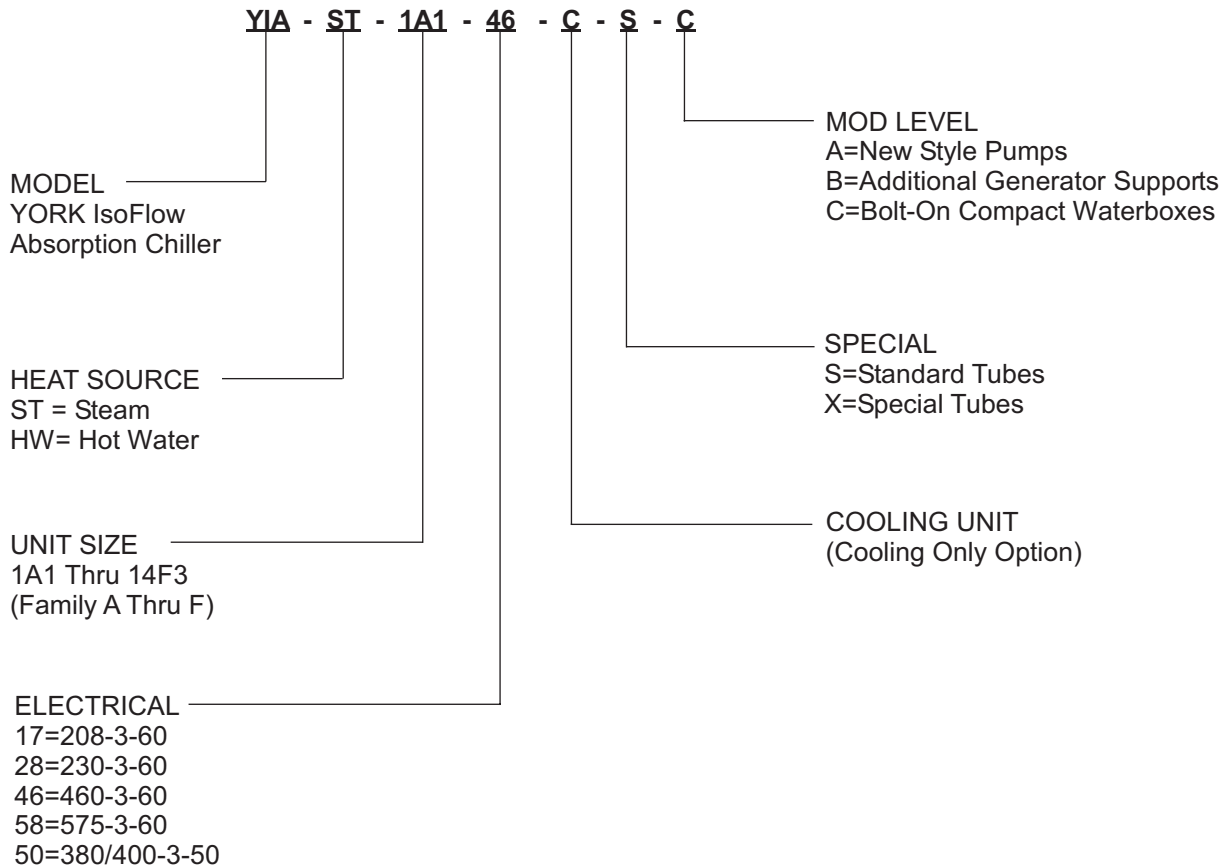 YIA - ST - 1A1 - 46 - C - S - C
MODEL
YORK IsoFlow
Absorption Chiller
HEAT SOURCE
ST = Steam
HW= Hot Water
UNIT SIZE
1A1 Thru 14F3
(Family A Thru F)
ELECTRICAL
17=208-3-60
28=230-3-60
46=460-3-60
58=575-3-60
50=380/400-3-50
MOD LEVEL
A=New Style Pumps
B=Additional Generator Supports
C=Bolt-On Compact Waterboxes
SPECIAL
S=Standard Tubes
X=Special Tubes
COOLING UNIT
(Cooling Only Option)